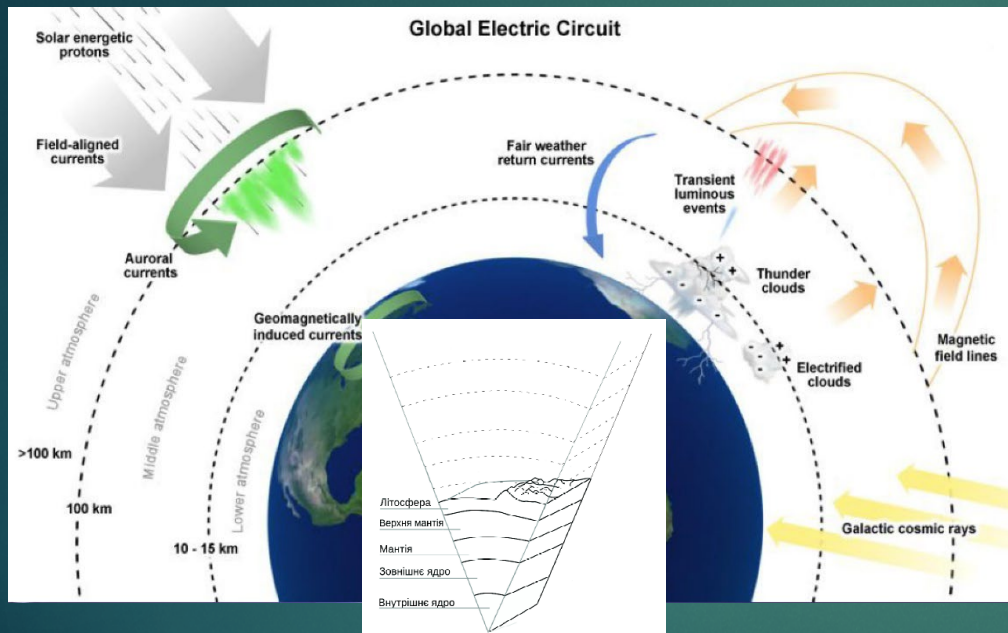 Global Electric Circuit
Solar energetic
protons
Field-aligned
currents
Auroral
currents
Fair weather
return currents
Transient
luminous
events
Thunder
clouds
Geomagnetically
induced currents
Electrified
clouds
Magnetic
field lines
Upper atmosphere
Middle atmosphere
Lower atmosphere
>100 km
100 km
10 - 15 km
Galactic cosmic rays
Літосфера
Верхня мантія
Мантія
Зовнішнє ядро
Внутрішнє ядро